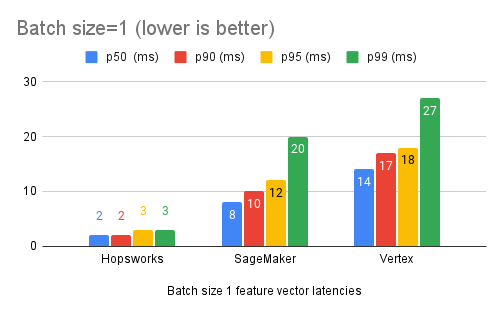 Batch size=1 (lower is better)
p50 (ms) p90 (ms) p95 (ms) p99 (ms)
30
20
10
0
2 2 3 3
8 10 12 20
14 17 18 27
Hopsworks SageMaker Vertex
Batch size 1 feature vector latencies